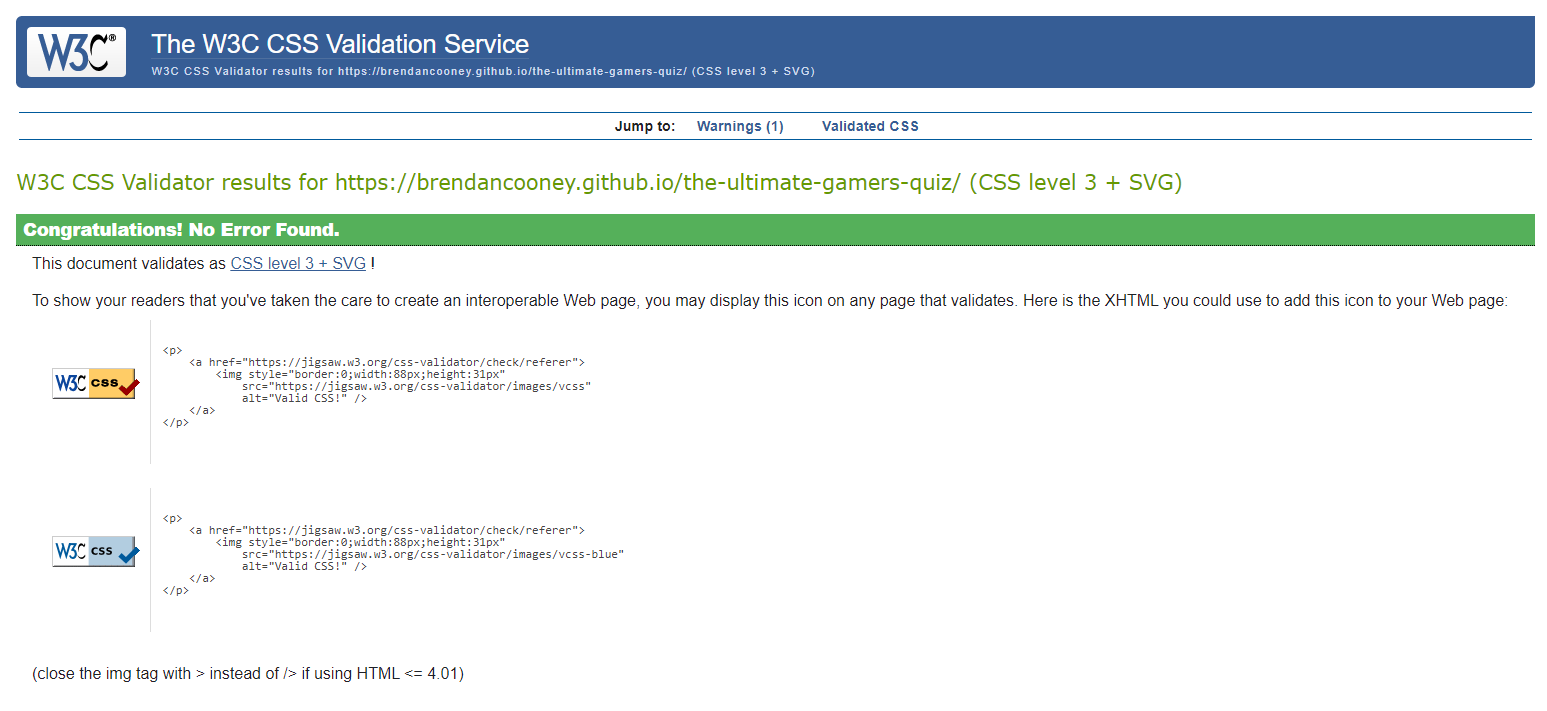 W3C®
The W3C CSS Validation Service
W3C CSS Validator results for https://brendancooney.github.io/the-ultimate-gamers-quiz/ (CSS level 3 + SVG)
Jump to: Warnings (1) Validated CSS
W3C CSS Validator results for https://brendancooney.github.io/the-ultimate-gamers-quiz/ (CSS level 3 + SVG)
Congratulations! No Error Found.
This document validates as CSS level 3 + SVG !
To show your readers that you've taken the care to create an interoperable Web page, you may display this icon on any page that validates. Here is the XHTML you could use to add this icon to your Web page:
W3C css
<p>
<a href="https://jigsaw.w3.org/css-validator/check/referer">
<img style="border:0;width:88px;height:31px"
src="https://jigsaw.w3.org/css-validator/images/vcss"
alt="Valid CSS!" />
</a>
</p>
W3C css
<p>
<a href="https://jigsaw.w3.org/css-validator/check/referer">
<img style="border:0;width:88px;height:31px"
src="https://jigsaw.w3.org/css-validator/images/vcss-blue"
alt="Valid CSS!" />
</a>
</p>
(close the img tag with > instead of /> if using HTML <= 4.01)